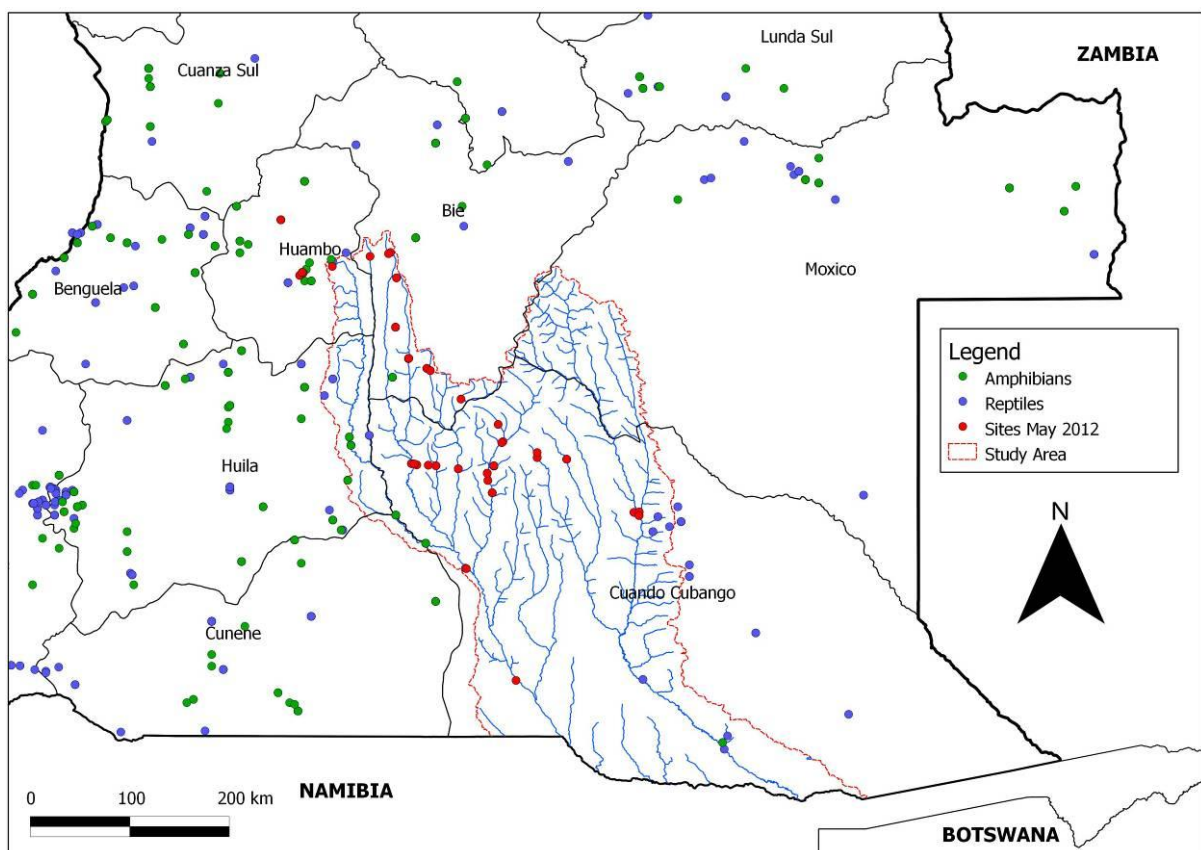 Lunda Sul
ZAMBIA
Cuanza Sul
Bie
Huambo
Moxico
Benguela
Legend
Amphibians
Reptiles
Sites May 2012
Study Area
Huila
N
Cuando Cubango
Cunene
NAMIBIA
0 100 200 km
BOTSWANA